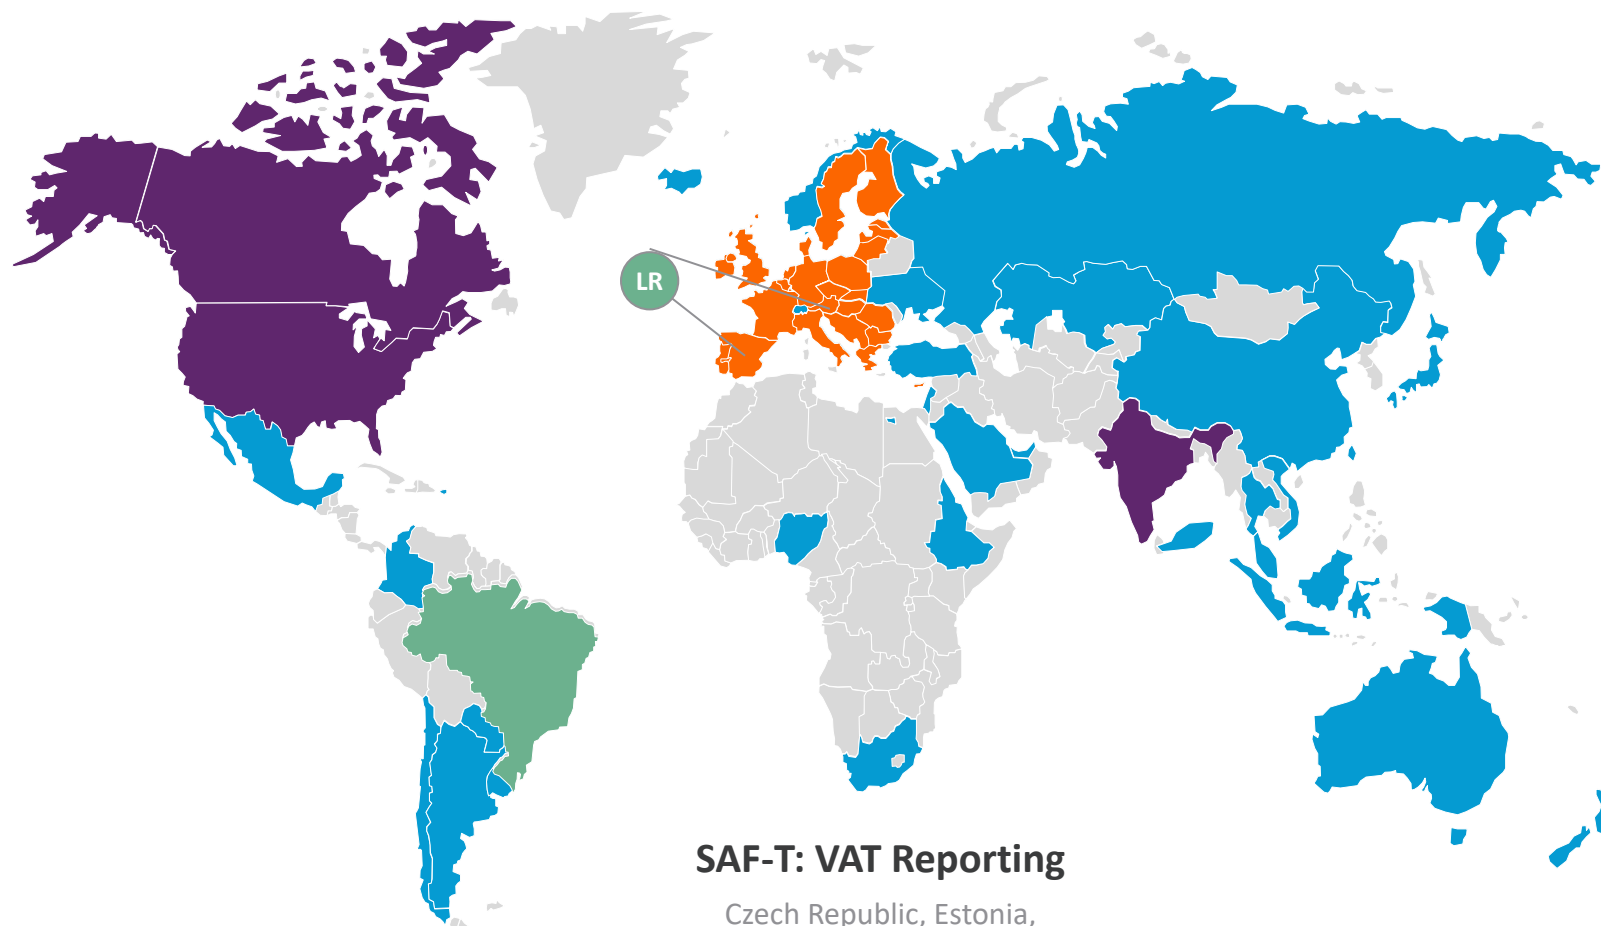 LR
SAF-T: VAT Reporting
Czech Republic, Estonia,